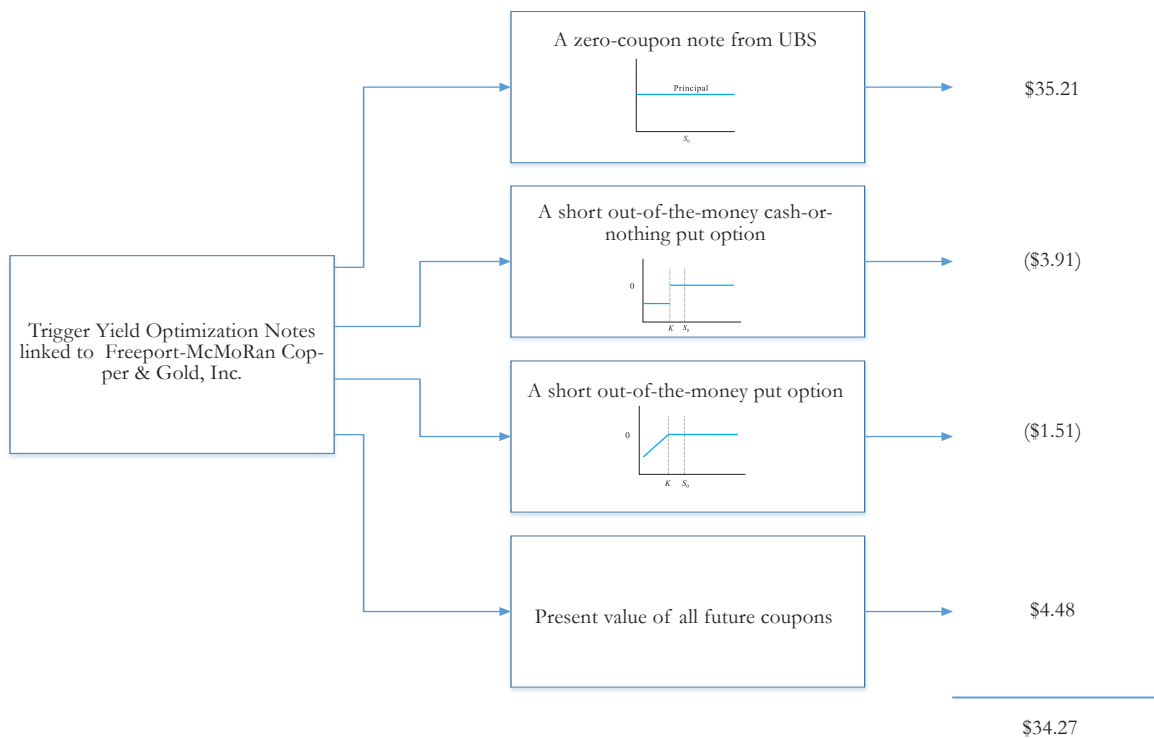 A zero-coupon note from UBS
Principal
S0
$35.21
A short out-of-the-money cash-or-
nothing put option
0
K S0
($3.91)
Trigger Yield Optimization Notes
linked to Freeport-McMoRan Cop-
per & Gold, Inc.
A short out-of-the-money put option
0
K S0
($1.51)
Present value of all future coupons
$4.48
$34.27